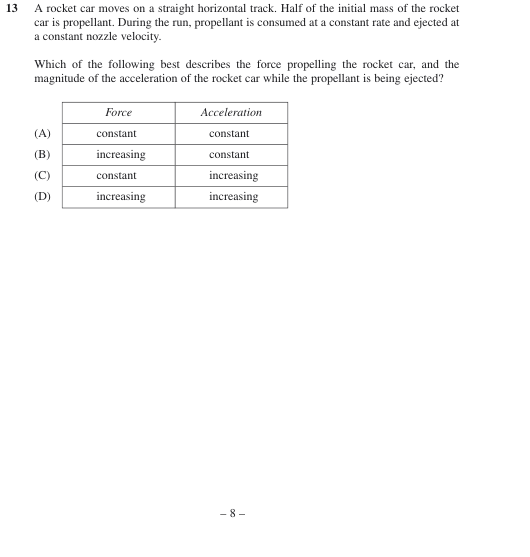 13 A rocket car moves on a straight horizontal track. Half of the initial mass of the rocket
car is propellant. During the run, propellant is consumed at a constant rate and ejected at
a constant nozzle velocity.
Which of the following best describes the force propelling the rocket car, and the
magnitude of the acceleration of the rocket car while the propellant is being ejected?
Force Acceleration
(A) constant constant
(B) increasing constant
(C) constant increasing
(D) increasing increasing
– 8 –